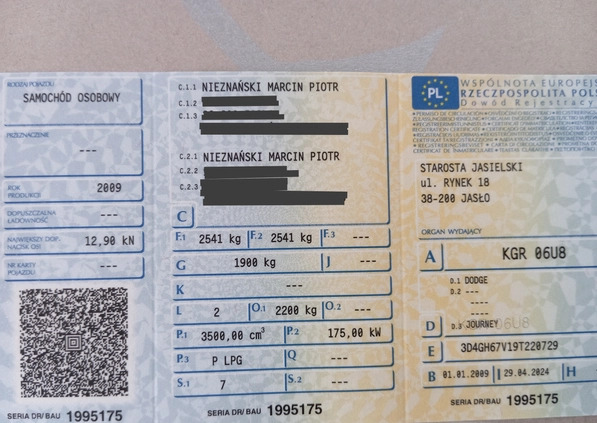 RODZAJ POJAZDU
SAMOCHÓD OSOBOWY
PRZEZNACZENIE
---
ROK PRODUKCJI
2009
DOPUSZCZALNA ŁADOWNOŚĆ
---
NAJWIĘKSZY DOP. NACISK OSI
12,90 kN
NR KARTY POJAZDU
---
SERIA DR/BAU 1995175
C.1.1 NIEZNAŃSKI MARCIN PIOTR
C.1.2
C.1.3
C.2.1 NIEZNAŃSKI MARCIN PIOTR
C.2.2
C.2.3
C
F.1 2541 kg F.2 2541 kg F.3 ---
G 1900 kg J ---
K ---
L 2 O.1 2200 kg O.2 ---
P.1 3500,00 cm³ P.2 175,00 kW
P.3 P LPG Q ---
S.1 7 S.2 ---
SERIA DR/BAU 1995175
PL
WSPÓLNOTA EUROPEJS
RZECZPOSPOLITA POLS
Dowód Rejestracy
STAROSTA JASIELSKI
ul. RYNEK 18
38-200 JASŁO
ORGAN WYDAJĄCY
A KGR 06U8
D.1 DODGE
D.2 ---
----
----
D D.3 JOURNEY
E 3D4GH67V19T220729
B 01.01.2009 I 29.04.2024 H
SERIA DR/BAU 1995175